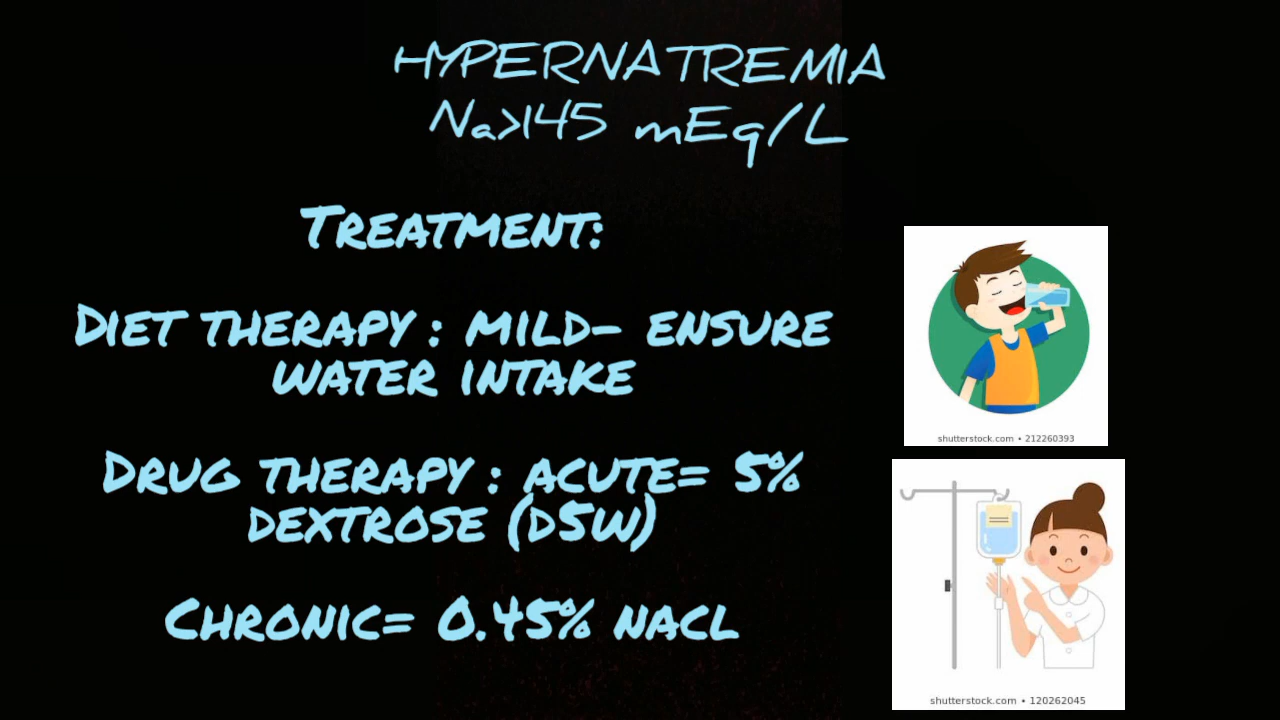 HYPERNATREMIA
Na>145 mEq/L
TREATMENT:
DIET THERAPY : MILD- ENSURE
WATER INTAKE
DRUG THERAPY : ACUTE= 5%
DEXTROSE (D5W)
CHRONIC= 0.45% NACL
shutterstock.com • 212260393
shutterstock.com • 120262045